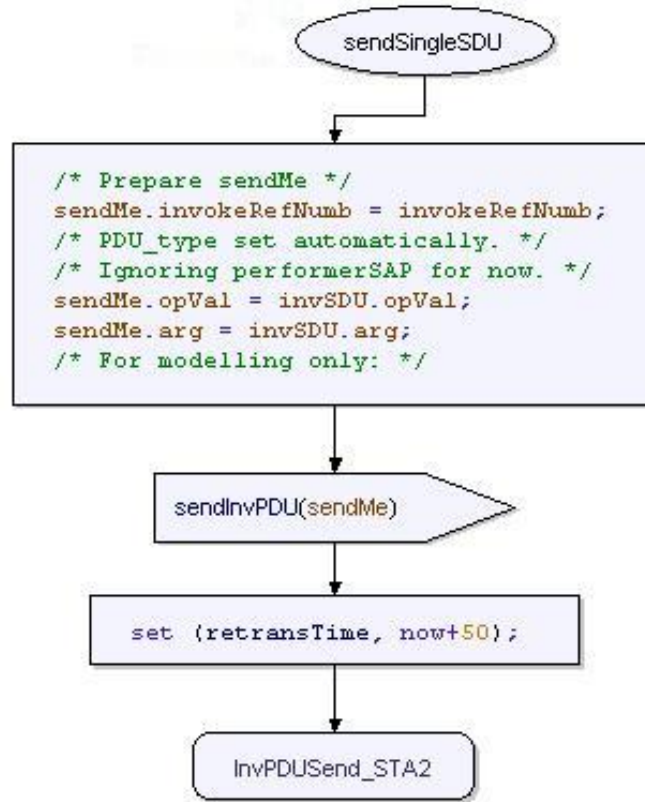 sendSingleSDU
/* Prepare sendMe */
sendMe.invokeRefNumb = invokeRefNumb;
/* PDU_type set automatically. */
/* Ignoring performerSAP for now. */
sendMe.opVal = invSDU.opVal;
sendMe.arg = invSDU.arg;
/* For modelling only: */
sendInvPDU(sendMe)
set (retransTime, now+50);
InvPDUSend_STA2